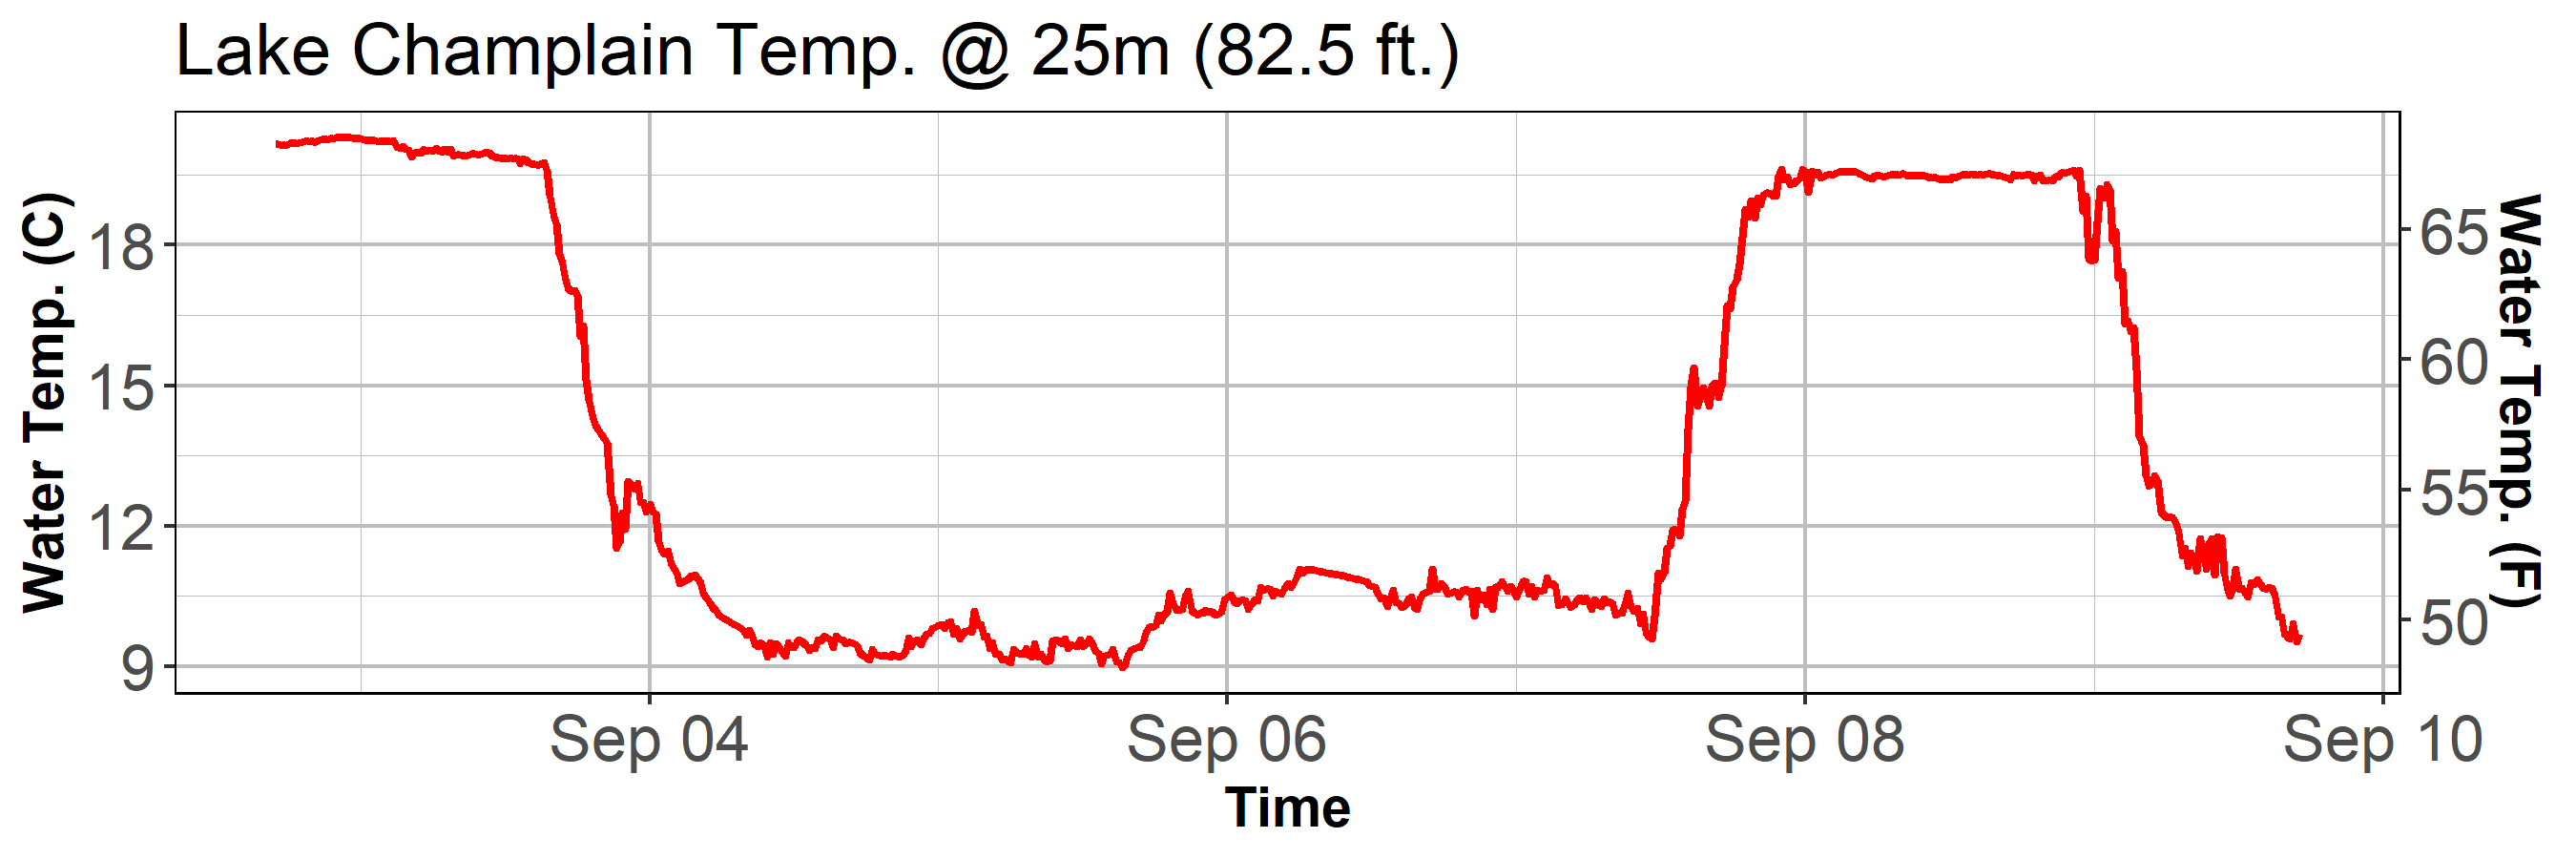 Lake Champlain Temp. @ 25m (82.5 ft.)
Water Temp. (C)
18
15
12
9
65
60
55
50
Water Temp. (F)
Sep 04
Sep 06
Sep 08
Sep 10
Time